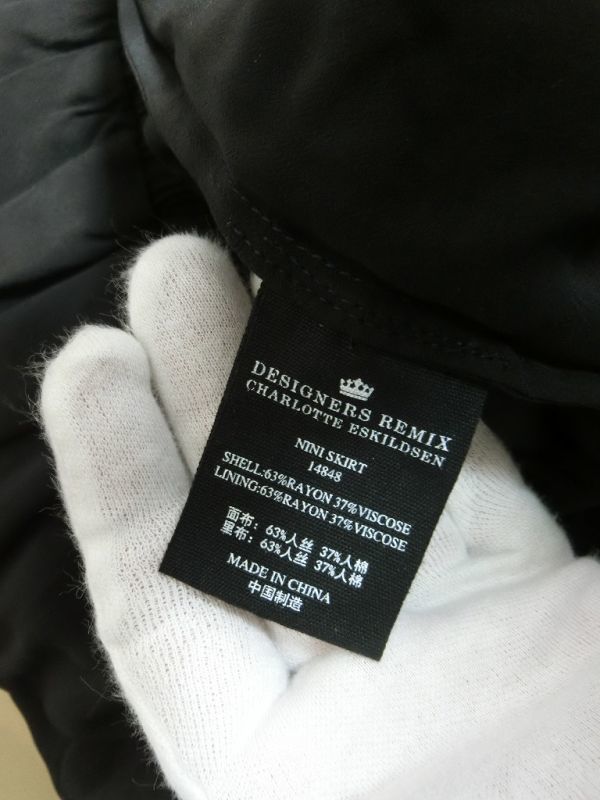 DESIGNERS REMIX
CHARLOTTE ESKILDSEN
NINI SKIRT
14848
SHELL:63%RAYON 37%VISCOSE
LINING:63%RAYON 37%VISCOSE
面布：63%人丝 37%人棉
里布：63%人丝 37%人棉
MADE IN CHINA
中国制造